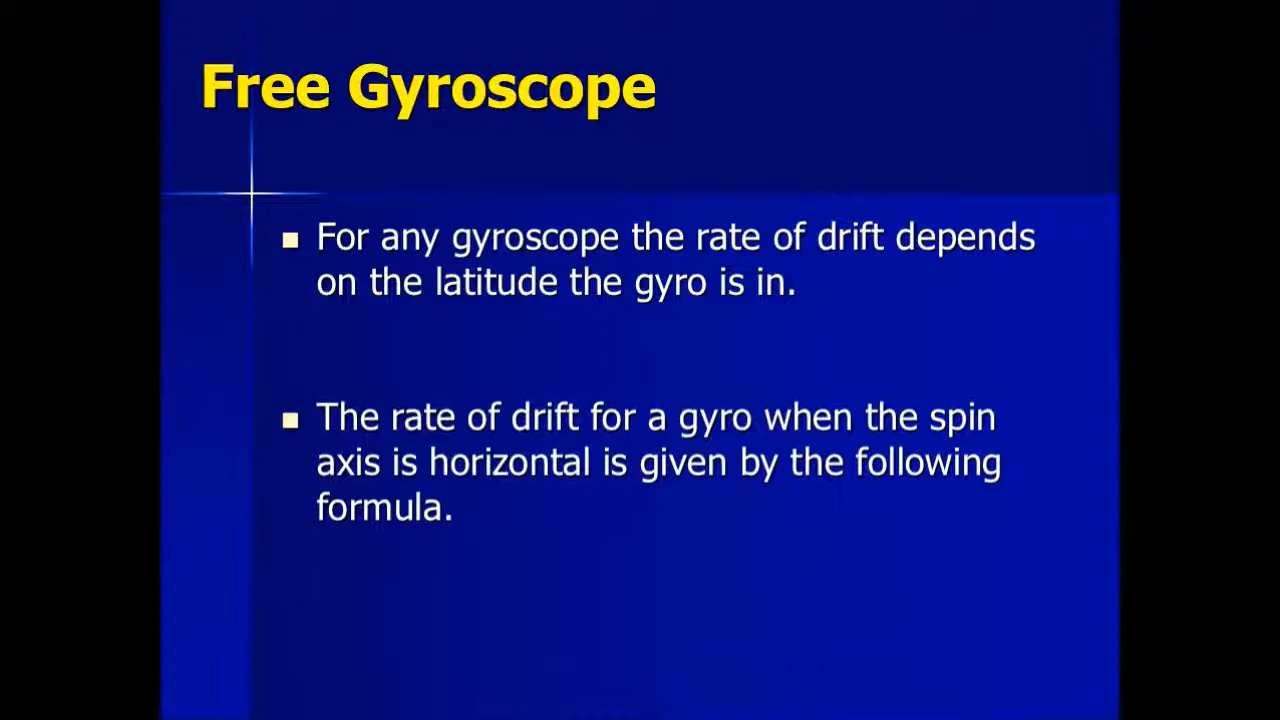 Free Gyroscope
For any gyroscope the rate of drift depends
on the latitude the gyro is in.
The rate of drift for a gyro when the spin
axis is horizontal is given by the following
formula.